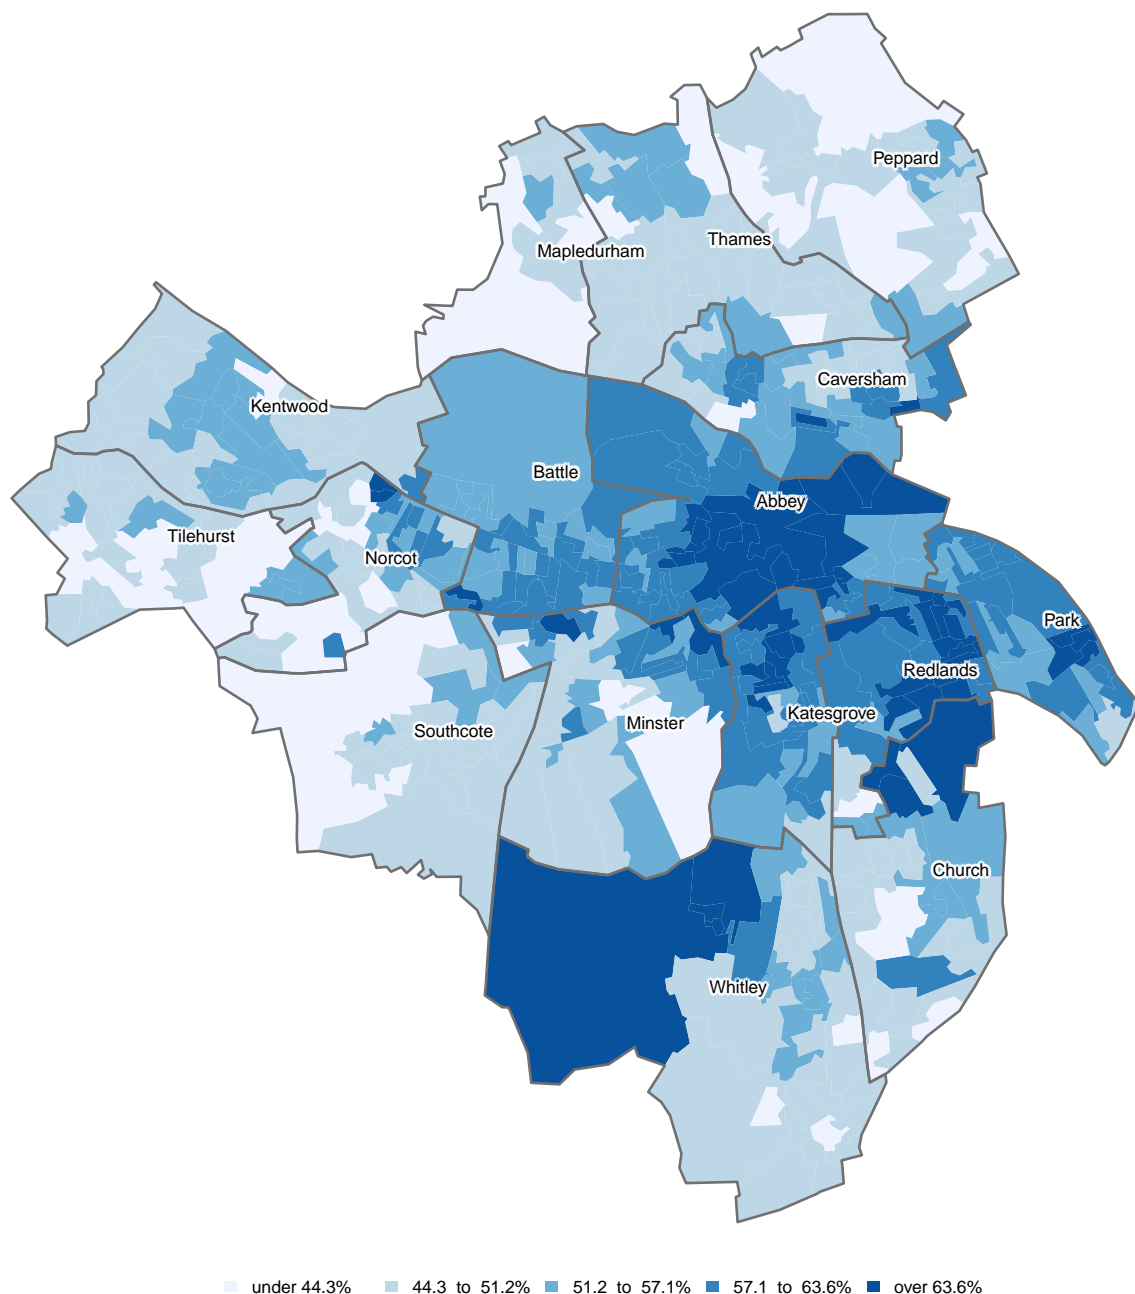 Peppard
Thames
Mapledurham
Caversham
Kentwood
Battle
Abbey
Tilehurst
Norcot
Park
Redlands
Katesgrove
Minster
Southcote
Church
Whitley
under 44.3% 44.3 to 51.2% 51.2 to 57.1% 57.1 to 63.6% over 63.6%